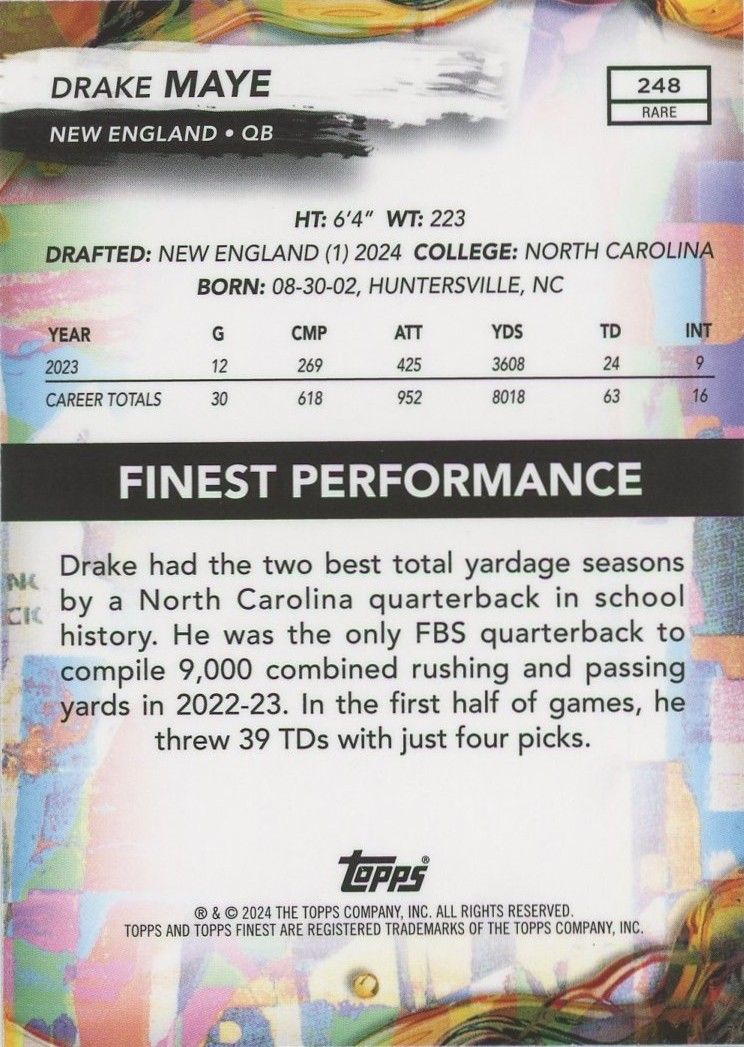 DRAKE MAYE
248
RARE
NEW ENGLAND • QB
HT: 6'4" WT: 223
DRAFTED: NEW ENGLAND (1) 2024 COLLEGE: NORTH CAROLINA
BORN: 08-30-02, HUNTERSVILLE, NC
YEAR G CMP ATT YDS TD INT
2023 12 269 425 3608 24 9
CAREER TOTALS 30 618 952 8018 63 16
FINEST PERFORMANCE
Drake had the two best total yardage seasons
by a North Carolina quarterback in school
history. He was the only FBS quarterback to
compile 9,000 combined rushing and passing
yards in 2022-23. In the first half of games, he
threw 39 TDs with just four picks.
Topps®
® & © 2024 THE TOPPS COMPANY, INC. ALL RIGHTS RESERVED.
TOPPS AND TOPPS FINEST ARE REGISTERED TRADEMARKS OF THE TOPPS COMPANY, INC.